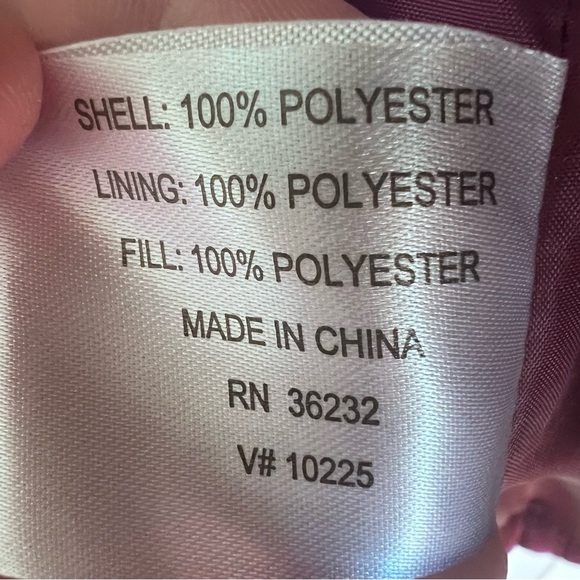 SHELL: 100% POLYESTER
LINING: 100% POLYESTER
FILL: 100% POLYESTER
MADE IN CHINA
RN 36232
V# 10225